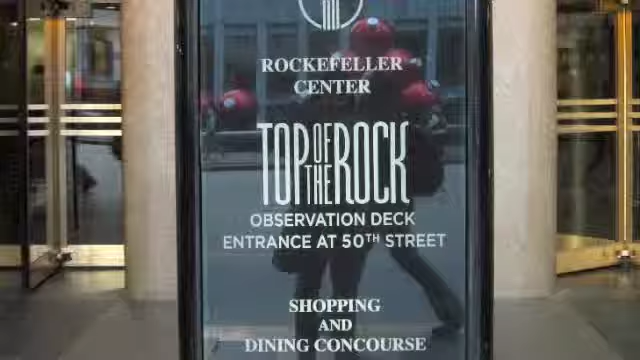 ROCKEFELLER
CENTER
TOP OF THE ROCK
OBSERVATION DECK
ENTRANCE AT 50TH STREET
SHOPPING
AND
DINING CONCOURSE